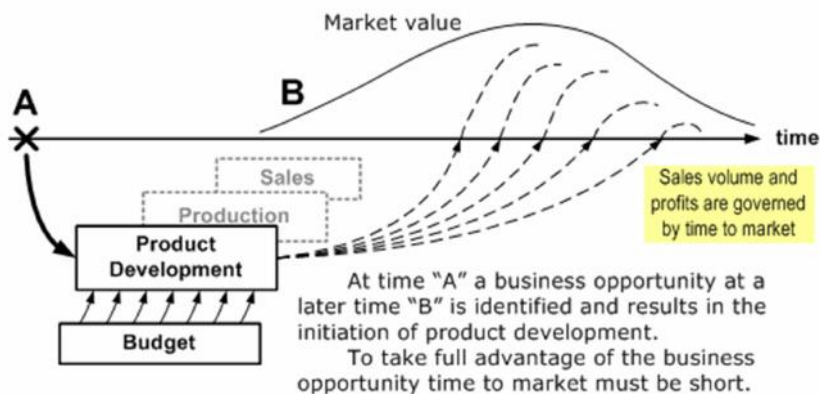 Market value
A
B
time
Sales
Production
Product
Development
Budget
Sales volume and
profits are governed
by time to market
At time “A” a business opportunity at a
later time “B” is identified and results in the
initiation of product development.
To take full advantage of the business
opportunity time to market must be short.